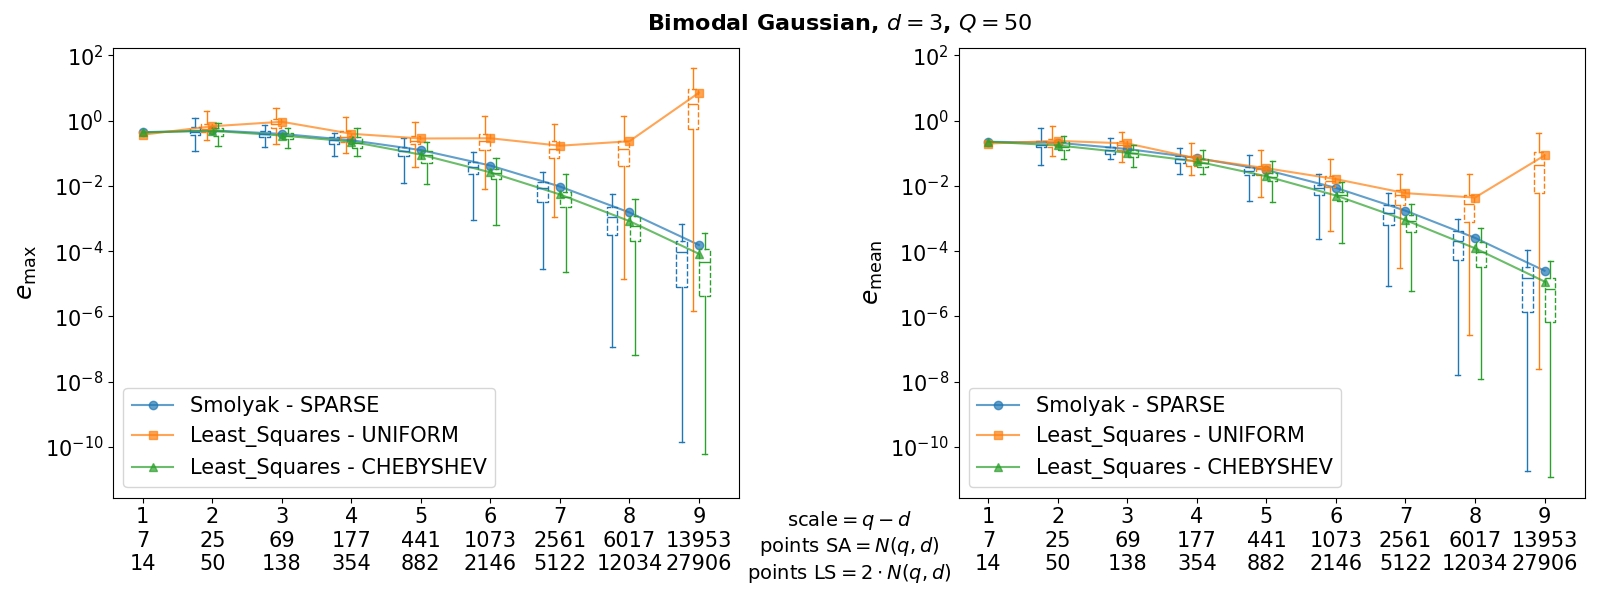 Bimodal Gaussian, d = 3, Q = 50
e_max
10^2
10^0
10^−2
10^−4
10^−6
10^−8
10^−10
Smolyak - SPARSE
Least_Squares - UNIFORM
Least_Squares - CHEBYSHEV
1 2 3 4 5 6 7 8 9
7 25 69 177 441 1073 2561 6017 13953
14 50 138 354 882 2146 5122 12034 27906
scale = q − d
points SA = N(q, d)
points LS = 2 · N(q, d)
e_mean
10^2
10^0
10^−2
10^−4
10^−6
10^−8
10^−10
Smolyak - SPARSE
Least_Squares - UNIFORM
Least_Squares - CHEBYSHEV
1 2 3 4 5 6 7 8 9
7 25 69 177 441 1073 2561 6017 13953
14 50 138 354 882 2146 5122 12034 27906